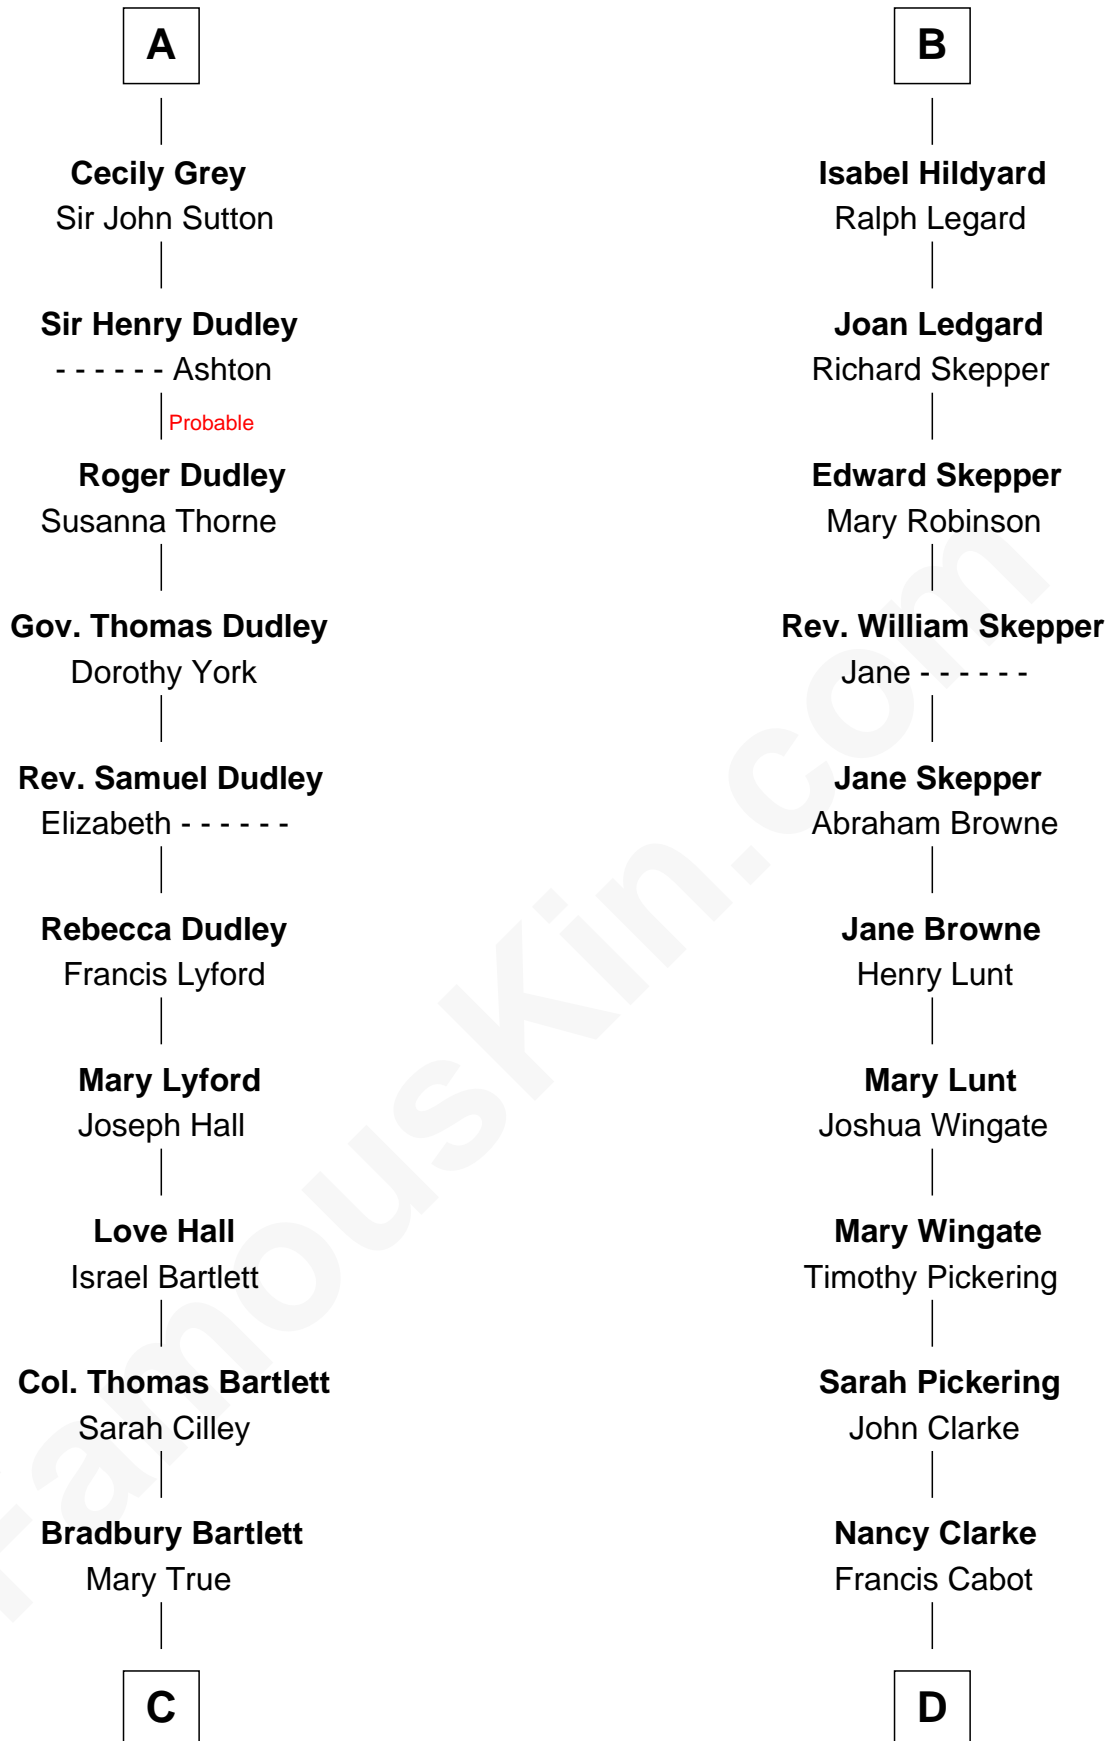 A
Cecily Grey
Sir John Sutton
Sir Henry Dudley
- - - - - - Ashton
Probable
Roger Dudley
Susanna Thorne
Gov. Thomas Dudley
Dorothy York
Rev. Samuel Dudley
Elizabeth - - - - - -
Rebecca Dudley
Francis Lyford
Mary Lyford
Joseph Hall
Love Hall
Israel Bartlett
Col. Thomas Bartlett
Sarah Cilley
Bradbury Bartlett
Mary True
C
B
Isabel Hildyard
Ralph Legard
Joan Ledgard
Richard Skepper
Edward Skepper
Mary Robinson
Rev. William Skepper
Jane - - - - - -
Jane Skepper
Abraham Browne
Jane Browne
Henry Lunt
Mary Lunt
Joshua Wingate
Mary Wingate
Timothy Pickering
Sarah Pickering
John Clarke
Nancy Clarke
Francis Cabot
D
FamousKin.com